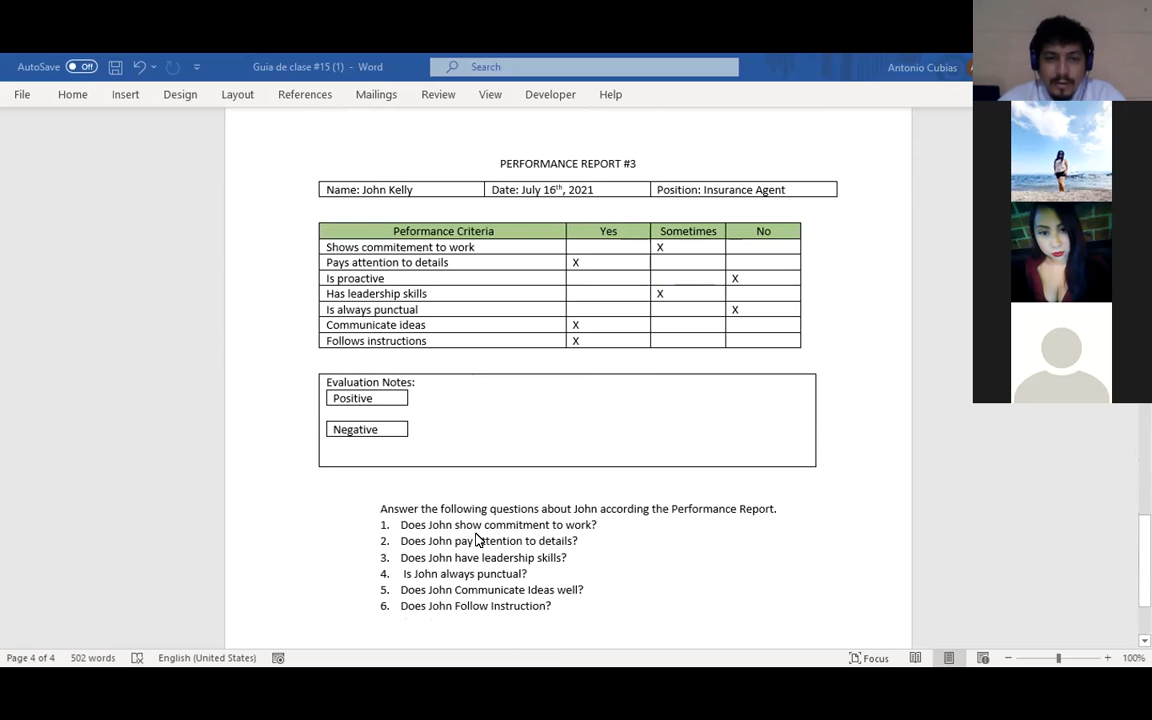 AutoSave Off Guia de clase #15 (1) - Word Search Antonio Cubias
File Home Insert Design Layout References Mailings Review View Developer Help
PERFORMANCE REPORT #3
Name: John Kelly Date: July 16th, 2021 Position: Insurance Agent
Peformance Criteria Yes Sometimes No
Shows commitement to work X
Pays attention to details X
Is proactive X
Has leadership skills X
Is always punctual X
Communicate ideas X
Follows instructions X
Evaluation Notes:
Positive
Negative
Answer the following questions about John according the Performance Report.
1. Does John show commitment to work?
2. Does John pay attention to details?
3. Does John have leadership skills?
4. Is John always punctual?
5. Does John Communicate Ideas well?
6. Does John Follow Instruction?
Page 4 of 4 502 words English (United States) Focus 100%